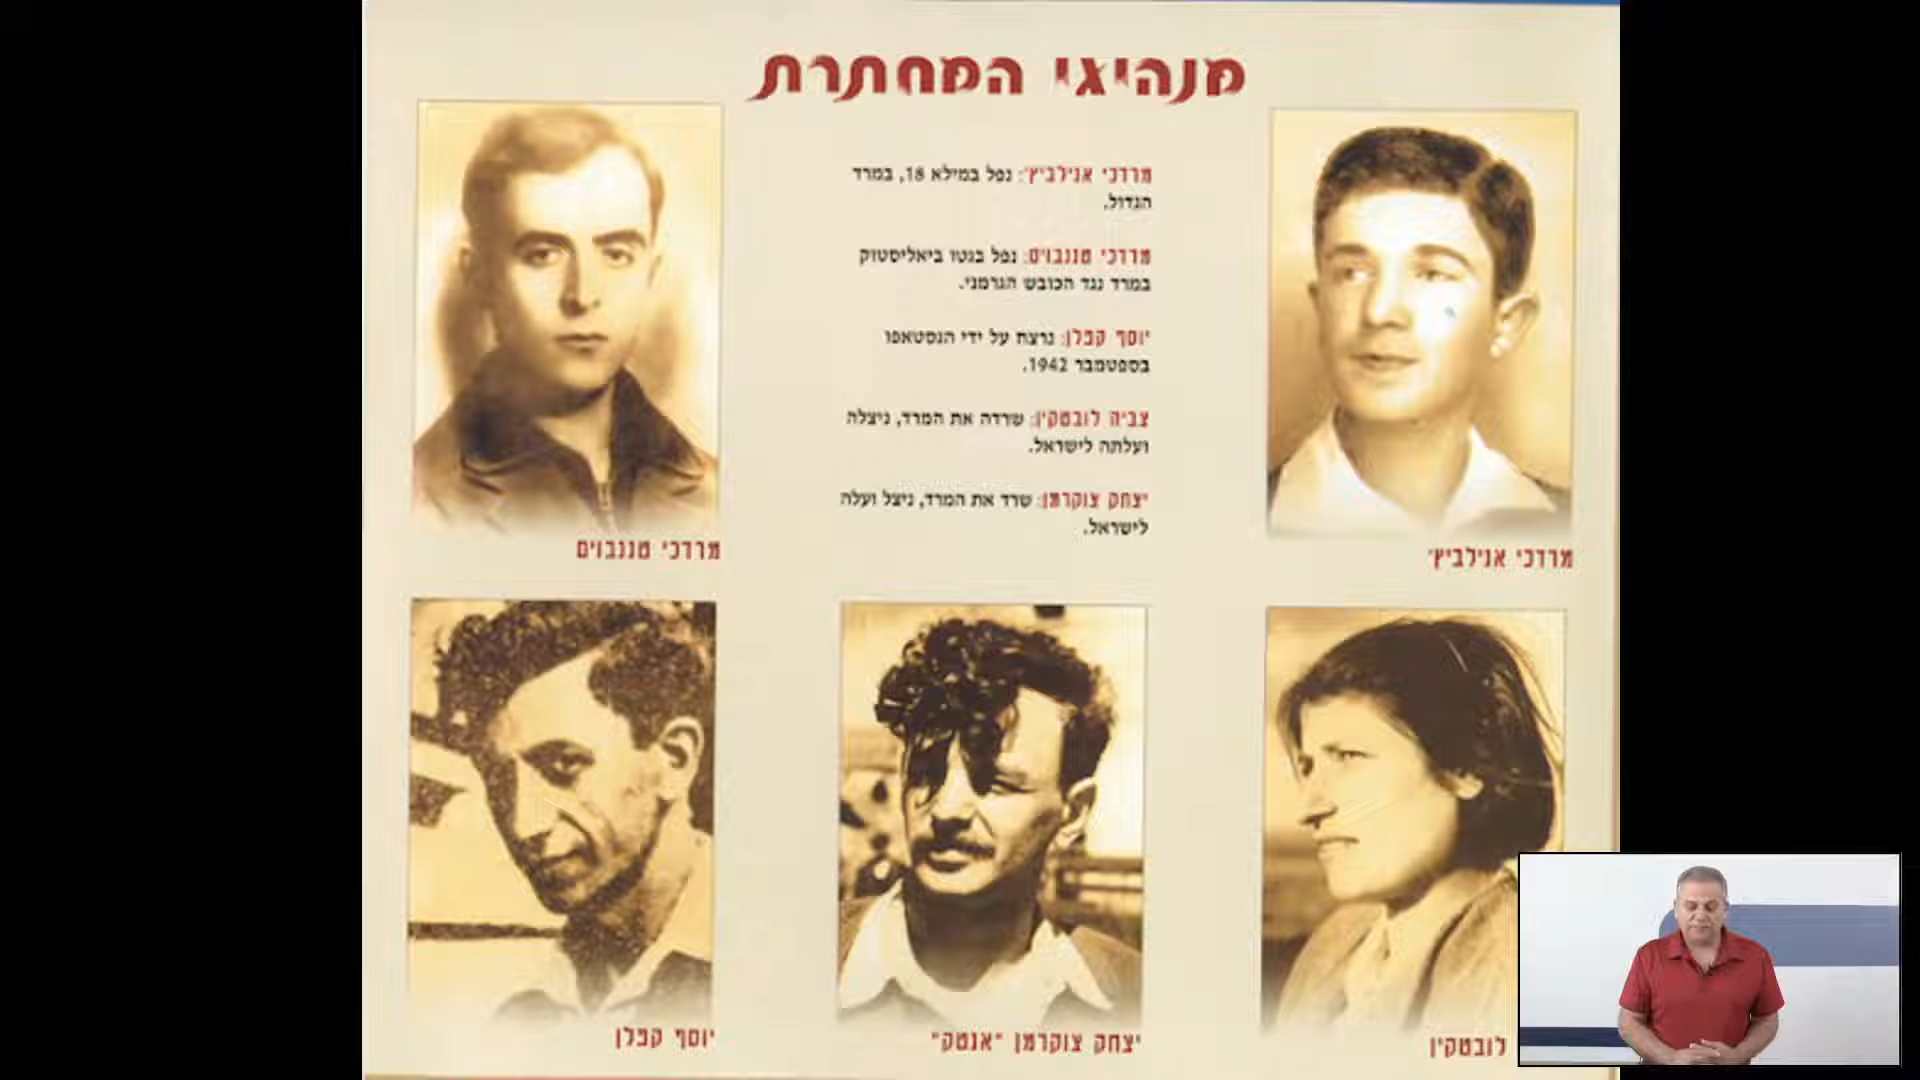 מנהיגי המחתרת
מרדכי אנילביץ': נפל במילא 18, במרד
הגדול.
מרדכי טננבוים: נפל בגטו ביאליסטוק
במרד נגד הכובש הגרמני.
יוסף קפלן: נרצח על ידי הגסטאפו
בספטמבר 1942.
צביה לובטקין: שרדה את המרד, ניצלה
ועלתה לישראל.
יצחק צוקרמן: שרד את המרד, ניצל ועלה
לישראל.
מרדכי אנילביץ'
מרדכי טננבוים
לובטקין
יצחק צוקרמן "אנטק"
יוסף קפלן